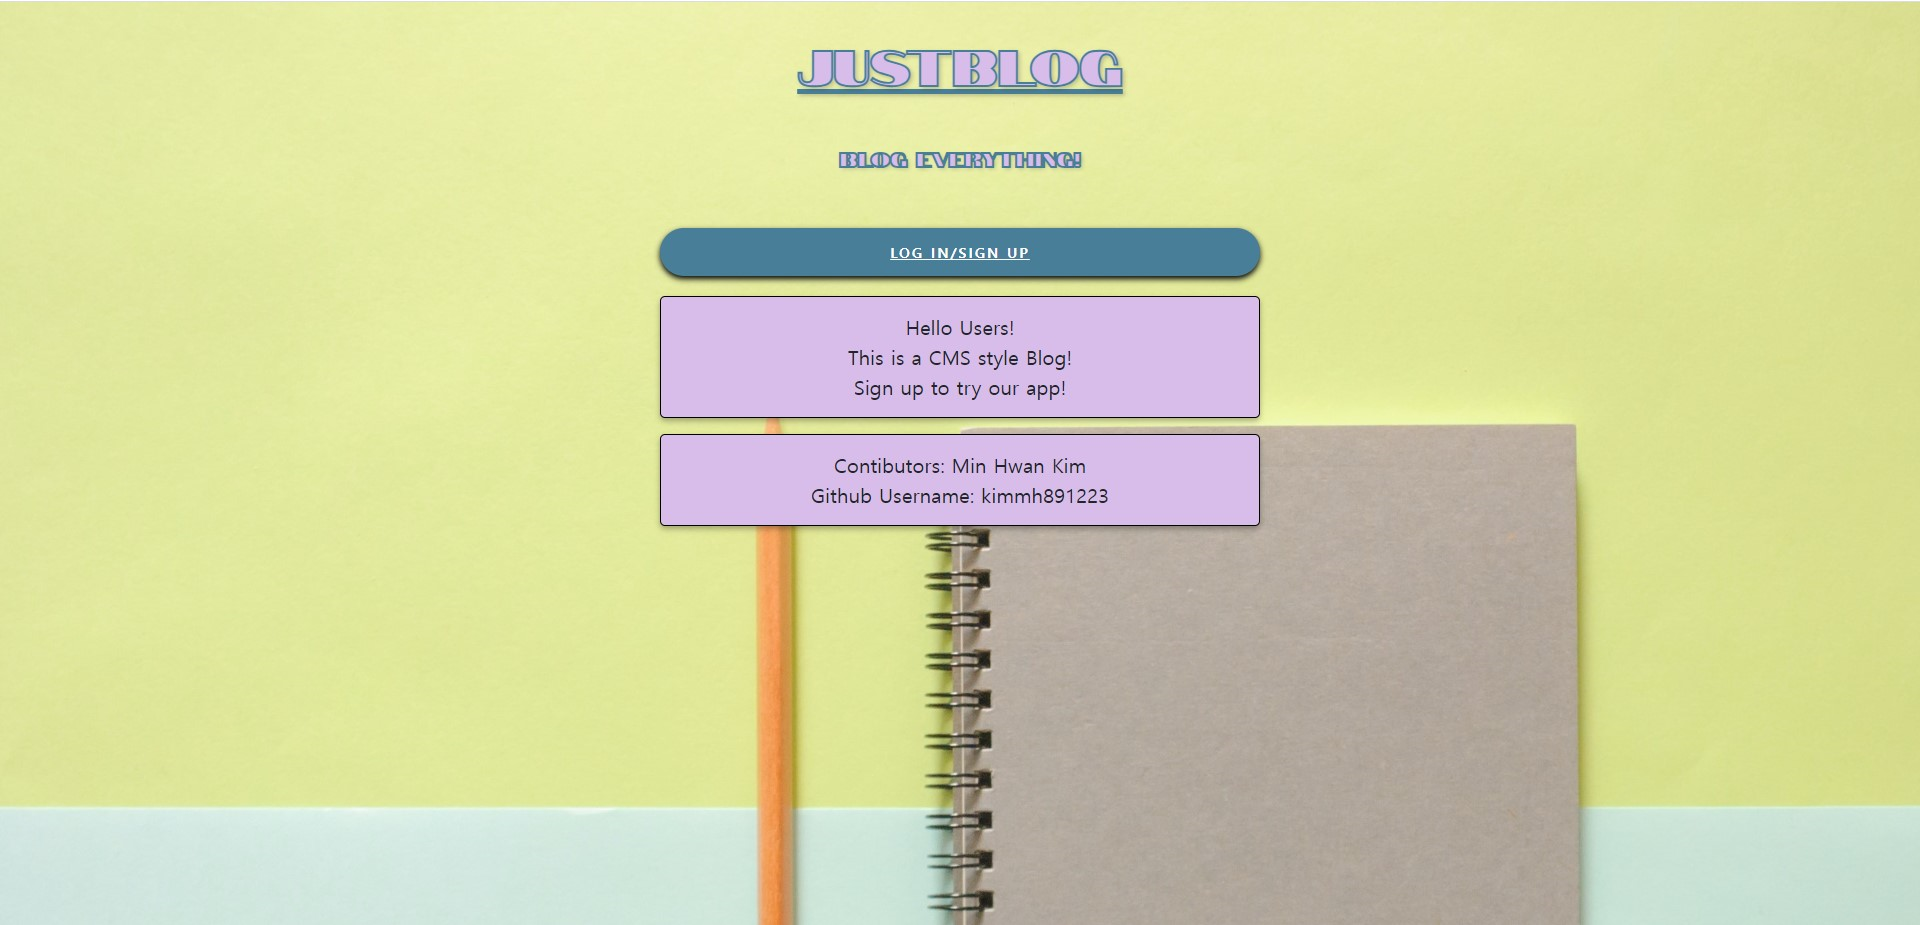 JUSTBLOG
BLOG EVERYTHING!
LOG IN/SIGN UP
Hello Users!
This is a CMS style Blog!
Sign up to try our app!
Contibutors: Min Hwan Kim
Github Username: kimmh891223